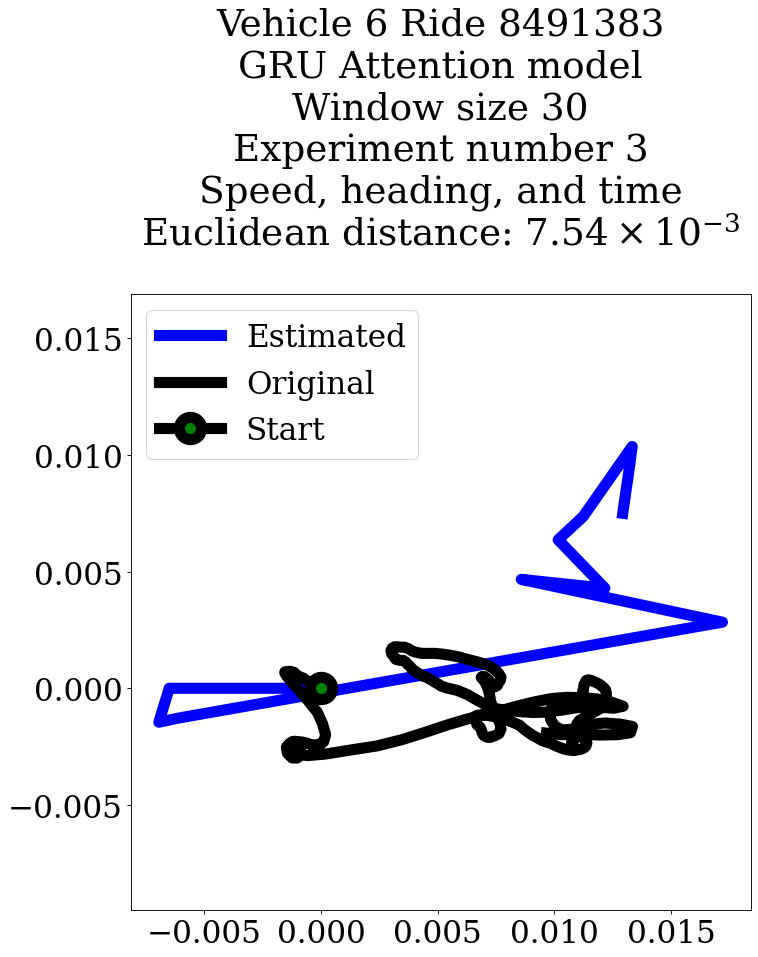 Vehicle 6 Ride 8491383
GRU Attention model
Window size 30
Experiment number 3
Speed, heading, and time
Euclidean distance: 7.54 × 10⁻³
0.015
0.010
0.005
0.000
−0.005
Estimated
Original
Start
−0.005 0.000 0.005 0.010 0.015